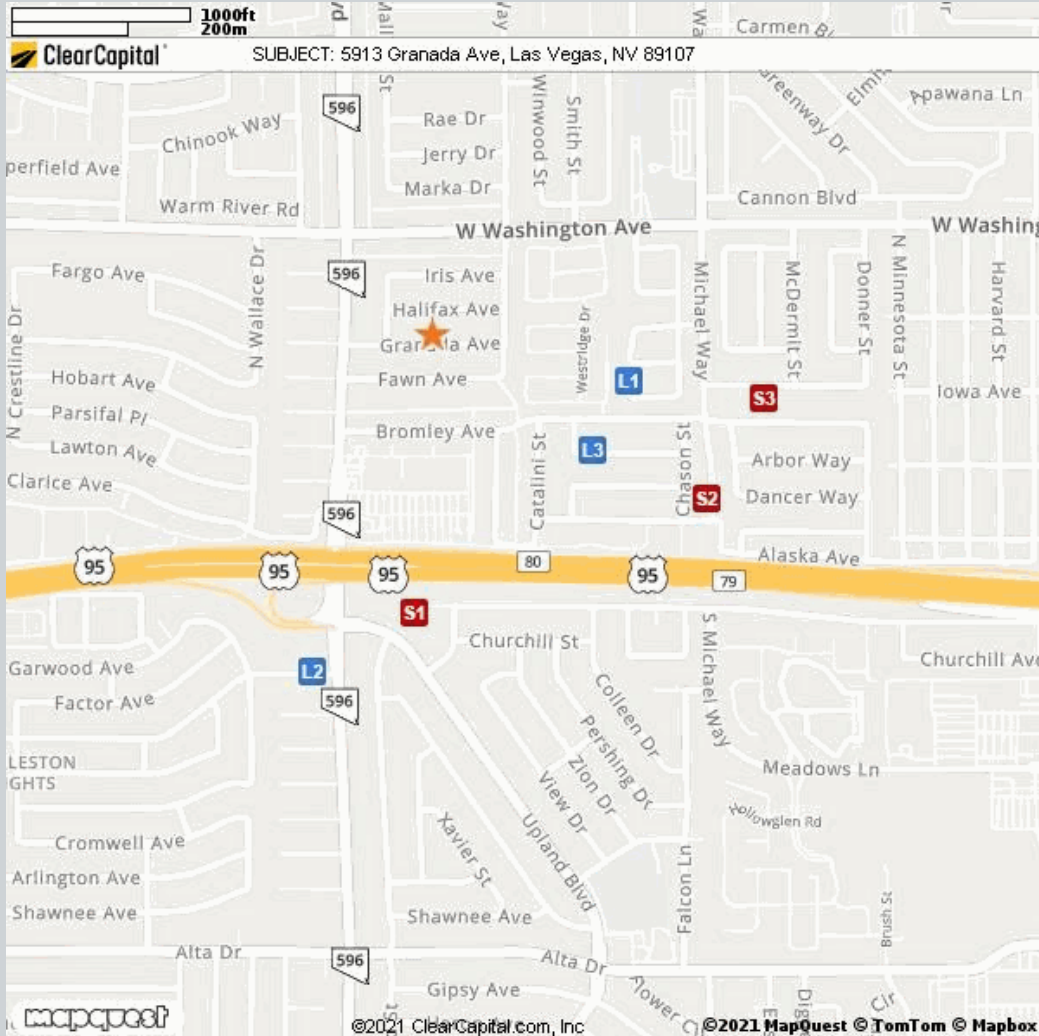 1000ft
200m
Carmen
ClearCapital
SUBJECT: 5913 Granada Ave, Las Vegas, NV 89107
St
596
Chinook Way
Rae Dr
Winwood St
Smith St
Greenway Dr
Apawana Ln
Jerry Dr
perfield Ave
Marka Dr
Cannon Blvd
Warm River Rd
W Washington Ave
W Washing
Fargo Ave
N Wallace Dr
596
Iris Ave
Michael Way
McDermit St
Donner St
N Minnesota St
Harvard St
Halifax Ave
N Crestline Dr
Granada Ave
Westridge Dr
Hobart Ave
Fawn Ave
L1
S3
Iowa Ave
Parsifal Pl
Bromley Ave
Lawton Ave
Catalini St
L3
Chason St
Arbor Way
Clarice Ave
S2
Dancer Way
596
95
95
95
80
95
79
Alaska Ave
S1
Churchill St
S Michael Way
Garwood Ave
L2
Churchill Ave
Factor Ave
596
Colleen Dr
Pershing Dr
LESTON
GHTS
Zion Dr
Meadows Ln
View Dr
Hollowglen Rd
Cromwell Ave
Xavier St
Upland Blvd
Arlington Ave
Falcon Ln
Shawnee Ave
Shawnee Ave
Brush St
Alta Dr
596
Alta Dr
Gipsy Ave
Cir
mapquest
©2021 ClearCapital.com, Inc
©2021 MapQuest © TomTom © Mapbox